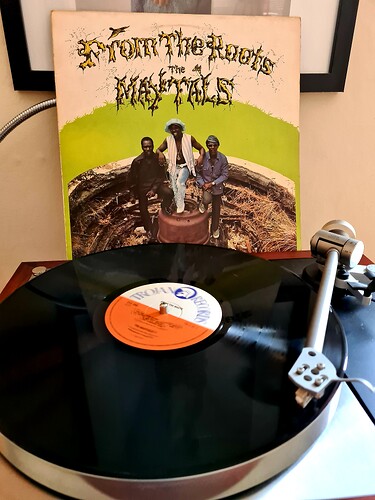 From The Roots
THE
MAYTALS
TROJAN RECORDS